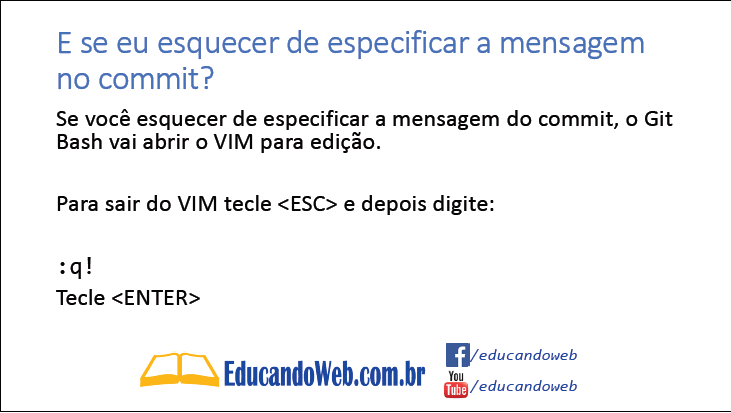 E se eu esquecer de especificar a mensagem
no commit?
Se você esquecer de especificar a mensagem do commit, o Git
Bash vai abrir o VIM para edição.
Para sair do VIM tecle <ESC> e depois digite:
:q!
Tecle <ENTER>
EducandoWeb.com.br
/educandoweb
You Tube /educandoweb